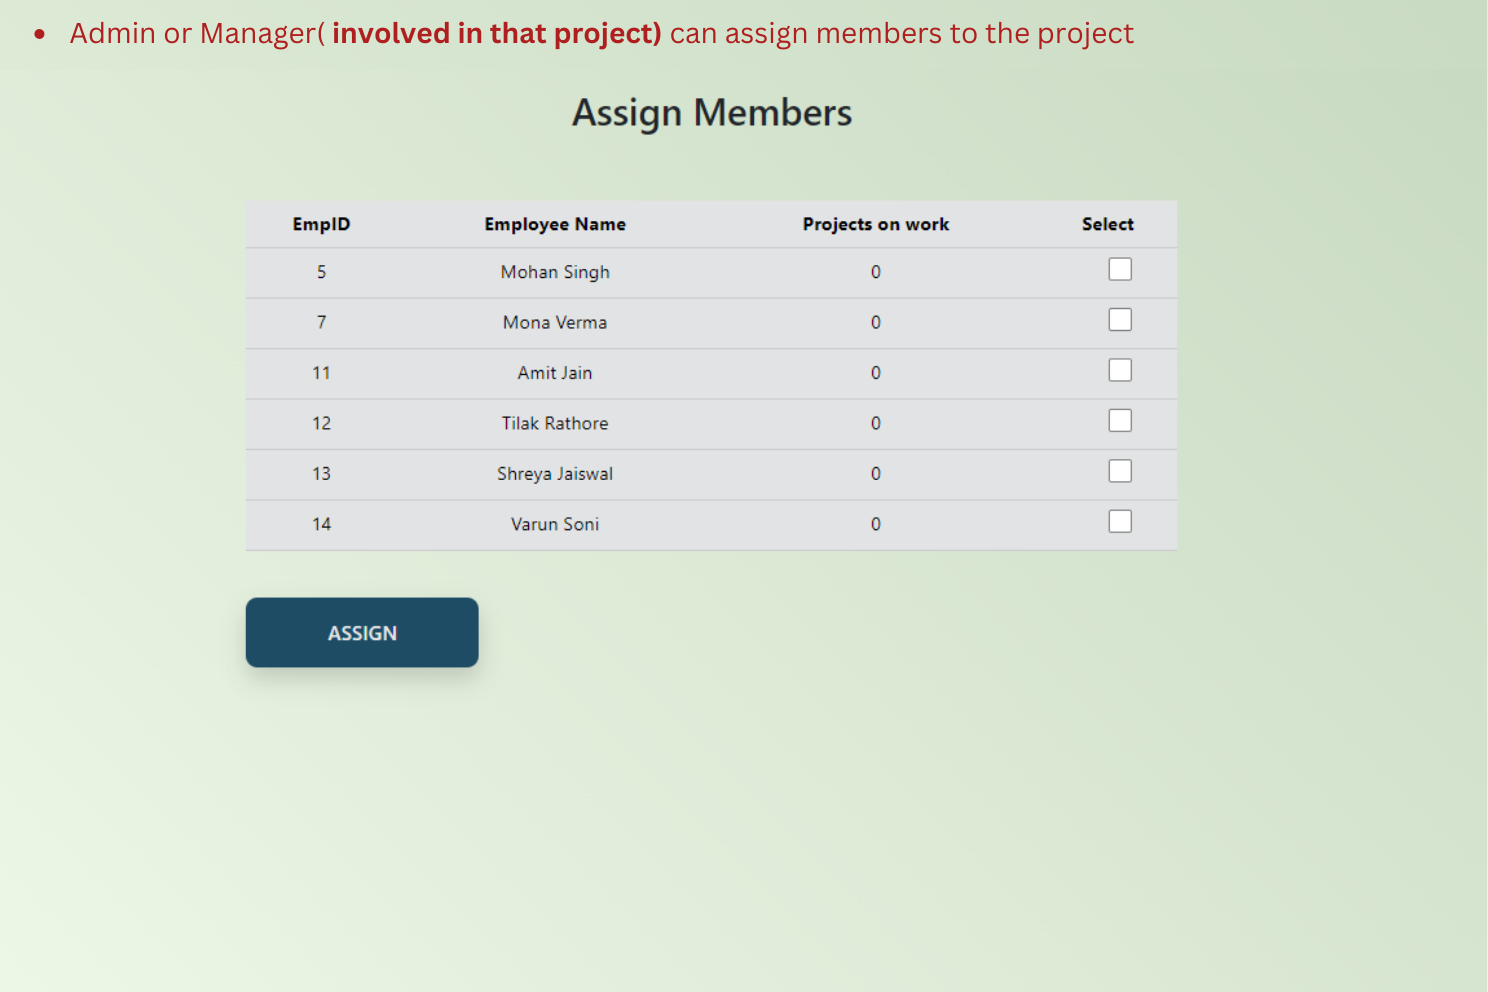 • Admin or Manager( involved in that project) can assign members to the project
Assign Members
EmpID Employee Name Projects on work Select
5 Mohan Singh 0
7 Mona Verma 0
11 Amit Jain 0
12 Tilak Rathore 0
13 Shreya Jaiswal 0
14 Varun Soni 0
ASSIGN